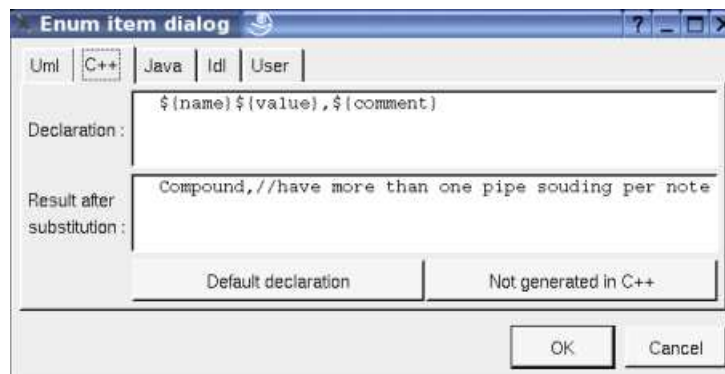 Enum item dialog
Uml C++ Java Idl User
Declaration :
${name}${value},${comment}
Result after
substitution :
Compound,//have more than one pipe souding per note
Default declaration Not generated in C++
OK Cancel